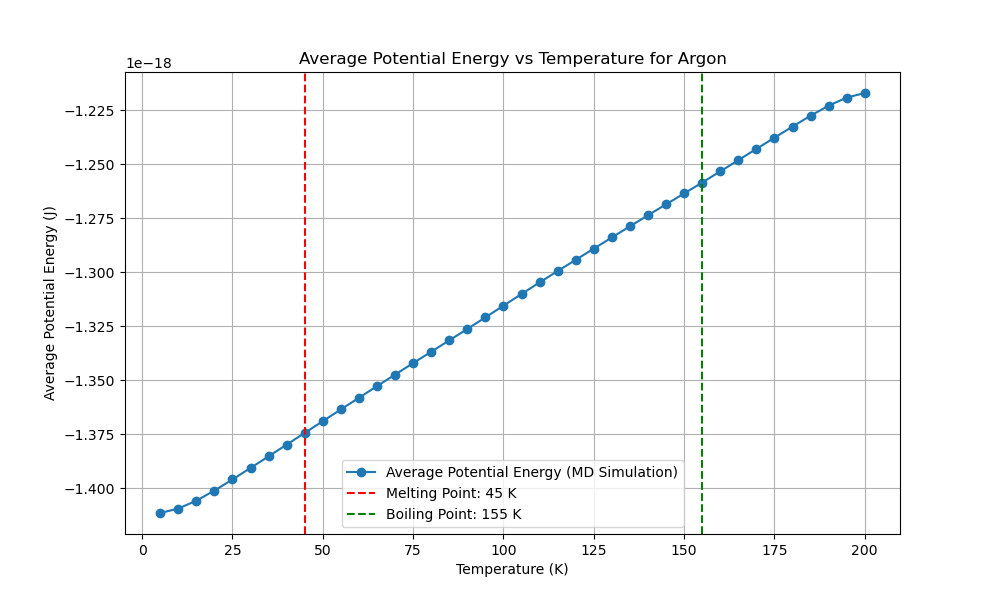 Average Potential Energy vs Temperature for Argon
1e−18
−1.225
−1.250
−1.275
−1.300
−1.325
−1.350
−1.375
−1.400
Average Potential Energy (J)
Average Potential Energy (MD Simulation)
Melting Point: 45 K
Boiling Point: 155 K
0 25 50 75 100 125 150 175 200
Temperature (K)